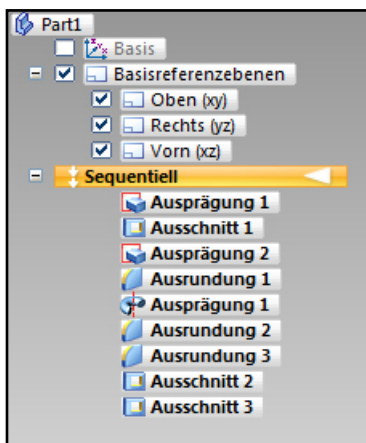 Part1
Basis
Basisreferenzebenen
Oben (xy)
Rechts (yz)
Vorn (xz)
Sequentiell
Ausprägung 1
Ausschnitt 1
Ausprägung 2
Ausrundung 1
Ausprägung 1
Ausrundung 2
Ausrundung 3
Ausschnitt 2
Ausschnitt 3